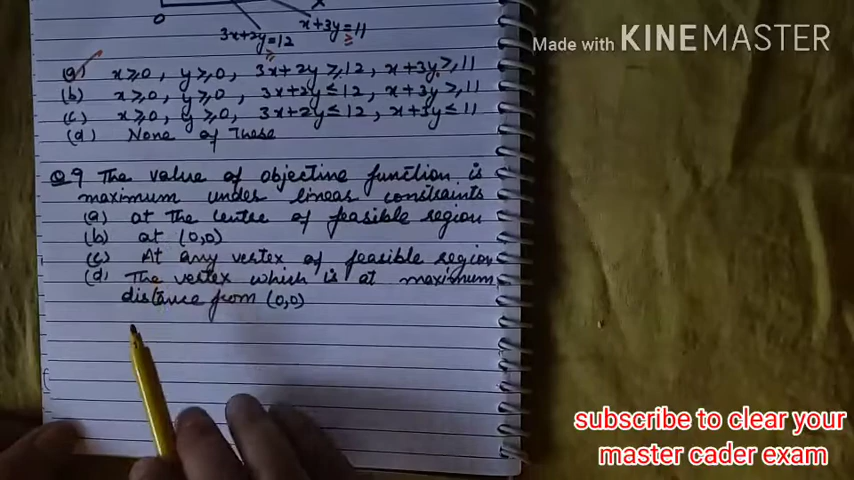 x
0
3x+2y=12 x+3y=11
≥ ≥
(a) x≥0, y≥0, 3x+2y≥12, x+3y≥11
(b) x≥0, y≥0, 3x+2y≤12, x+3y≥11
(c) x≥0, y≥0, 3x+2y≤12, x+3y≤11
(d) None of These
Q9 The value of objective function is
maximum under linear constraints
(a) at the centre of feasible region
(b) at (0,0)
(c) At any vertex of feasible region
(d) The vertex which is at maximum
distance from (0,0)
Made with KINEMASTER
subscribe to clear your
master cader exam